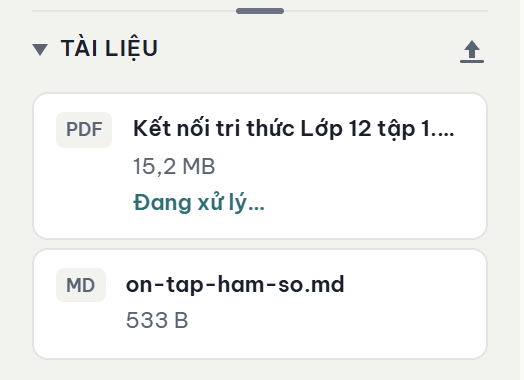 TÀI LIỆU
PDF
Kết nối tri thức Lớp 12 tập 1....
15,2 MB
Đang xử lý...
MD
on-tap-ham-so.md
533 B